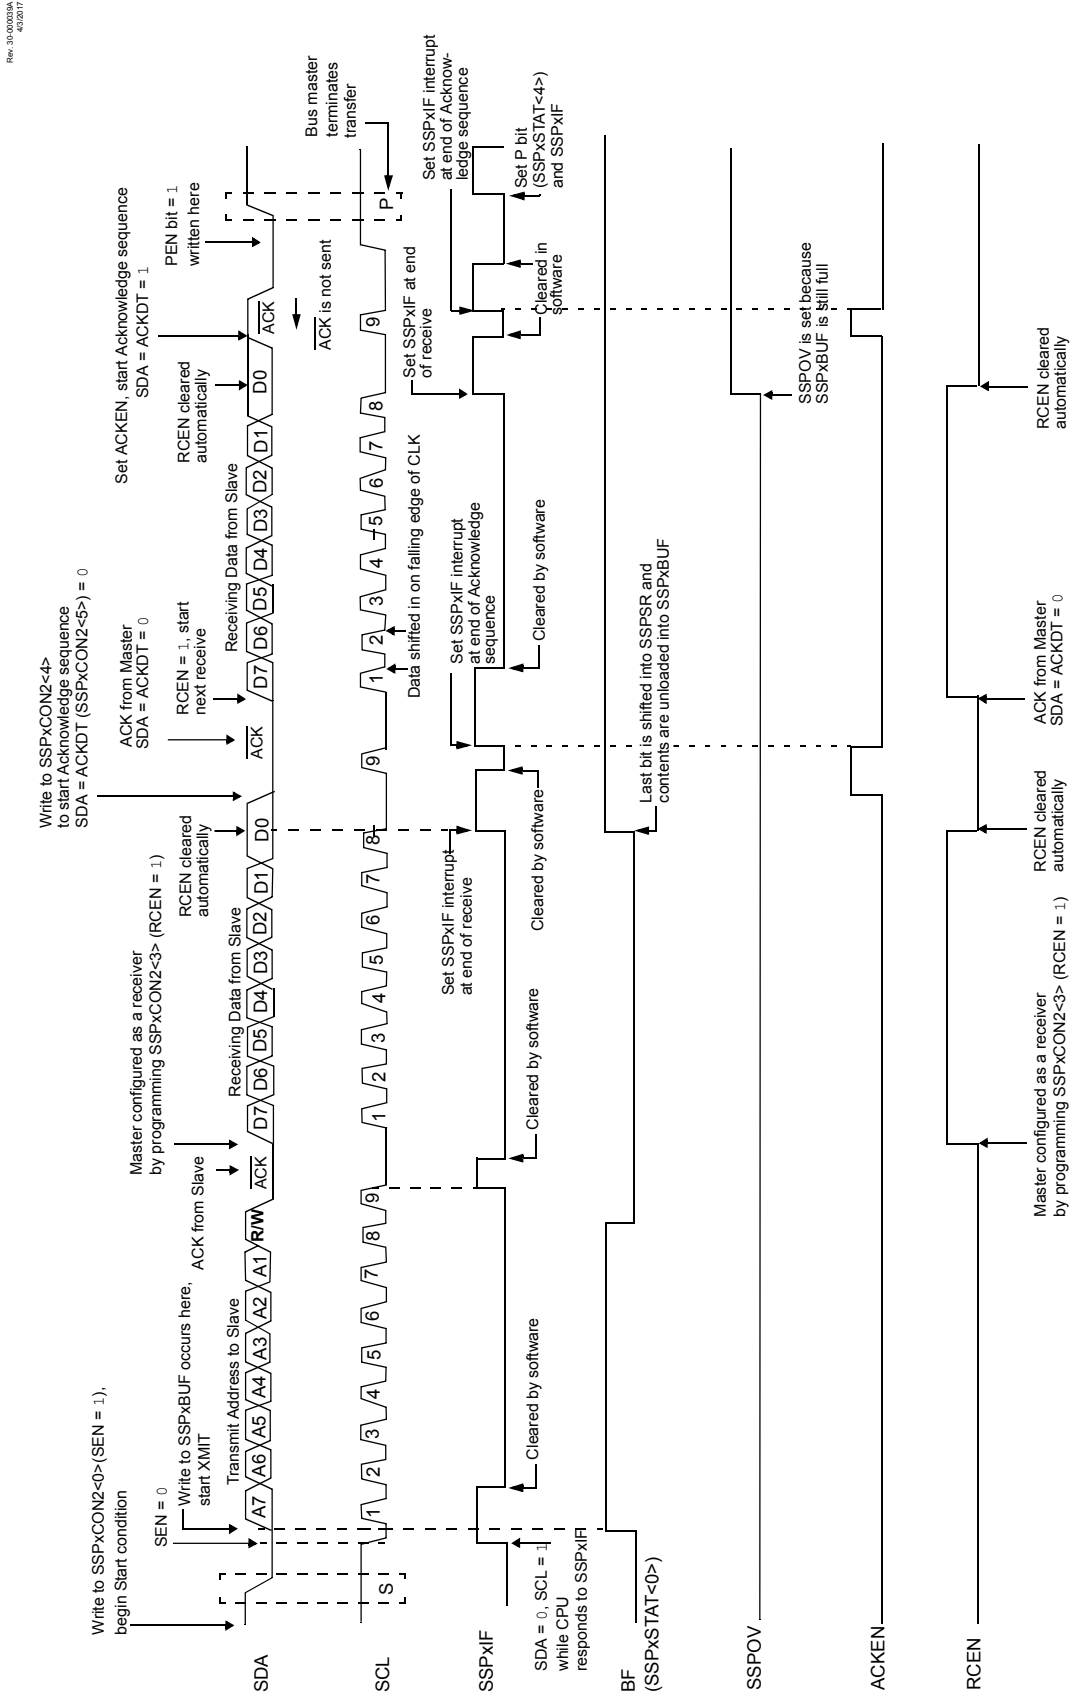 Rev. 30-000039A
4/3/2017
Write to SSPxCON2<0>(SEN = 1),
begin Start condition
SEN = 0
Write to SSPxBUF occurs here,
start XMIT
ACK from Slave
Master configured as a receiver
by programming SSPxCON2<3> (RCEN = 1)
RCEN cleared
automatically
Write to SSPxCON2<4>
to start Acknowledge sequence
SDA = ACKDT (SSPxCON2<5>) = 0
ACK from Master
SDA = ACKDT = 0
RCEN = 1, start
next receive
RCEN cleared
automatically
Set ACKEN, start Acknowledge sequence
SDA = ACKDT = 1
PEN bit = 1
written here
Transmit Address to Slave
Receiving Data from Slave
Receiving Data from Slave
SDA
A7 A6 A5 A4 A3 A2 A1 R/W ACK D7 D6 D5 D4 D3 D2 D1 D0 ACK D7 D6 D5 D4 D3 D2 D1 D0 ACK
ACK is not sent
Bus master
terminates
transfer
SCL
S 1 2 3 4 5 6 7 8 9 1 2 3 4 5 6 7 8 9 1 2 3 4 5 6 7 8 9 P
Data shifted in on falling edge of CLK
Set SSPxIF interrupt
at end of receive
Set SSPxIF interrupt
at end of Acknowledge
sequence
Set SSPxIF at end
of receive
Set SSPxIF interrupt
at end of Acknow-
ledge sequence
SSPxIF
SDA = 0, SCL = 1
while CPU
responds to SSPxIF
Cleared by software
Cleared by software
Cleared by software
Cleared by software
Cleared in
software
Set P bit
(SSPxSTAT<4>)
and SSPxIF
BF
(SSPxSTAT<0>)
Last bit is shifted into SSPSR and
contents are unloaded into SSPxBUF
SSPOV
SSPOV is set because
SSPxBUF is still full
ACKEN
RCEN
Master configured as a receiver
by programming SSPxCON2<3> (RCEN = 1)
RCEN cleared
automatically
ACK from Master
SDA = ACKDT = 0
RCEN cleared
automatically